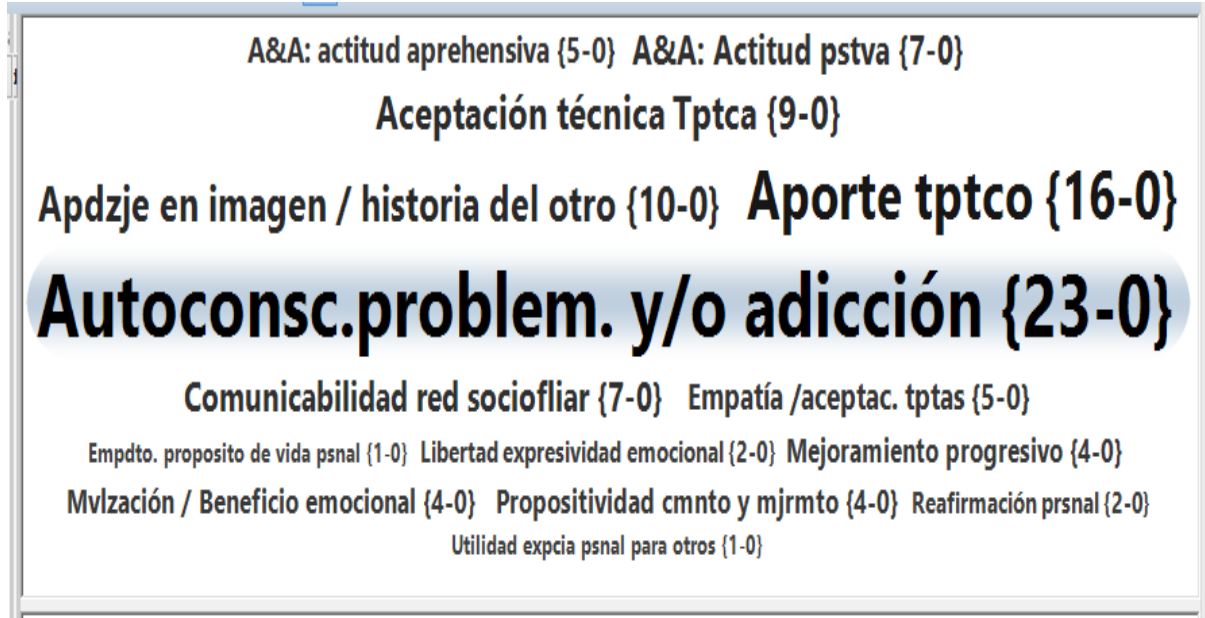 A&A: actitud aprehensiva {5-0} A&A: Actitud pstva {7-0}
Aceptación técnica Tptca {9-0}
Apdzje en imagen / historia del otro {10-0} Aporte tptco {16-0}
Autoconsc.problem. y/o adicción {23-0}
Comunicabilidad red sociofliar {7-0} Empatía /aceptac. tptas {5-0}
Empdto. proposito de vida psnal {1-0} Libertad expresividad emocional {2-0} Mejoramiento progresivo {4-0}
Mvlzación / Beneficio emocional {4-0} Propositividad cmnto y mjrmto {4-0} Reafirmación prsnal {2-0}
Utilidad expcia psnal para otros {1-0}